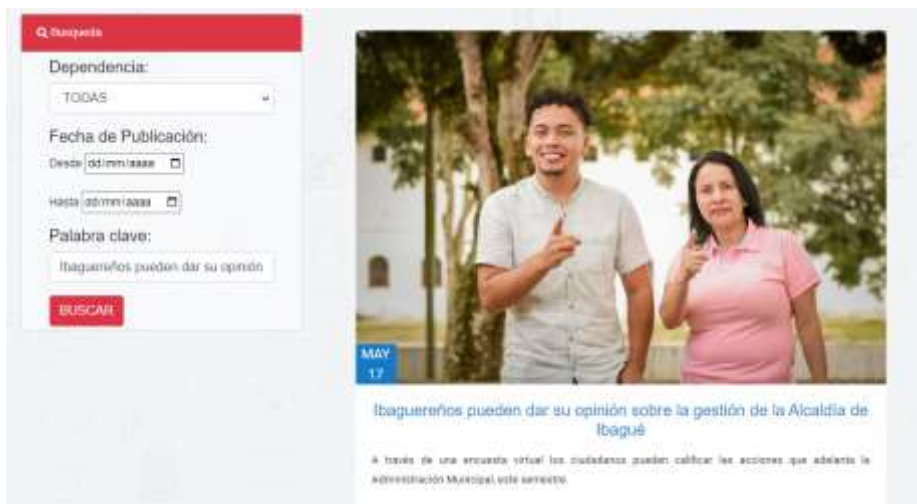 Busqueda
Dependencia:
TODAS
Fecha de Publicación:
Desde dd/mm/aaaa
Hasta dd/mm/aaaa
Palabra clave:
Ibaguereños pueden dar su opinión
BUSCAR
MAY
17
Ibaguereños pueden dar su opinión sobre la gestión de la Alcaldía de
Ibagué
A través de una encuesta virtual los ciudadanos pueden calificar las acciones que adelanta la
Administración Municipal, este semestre.